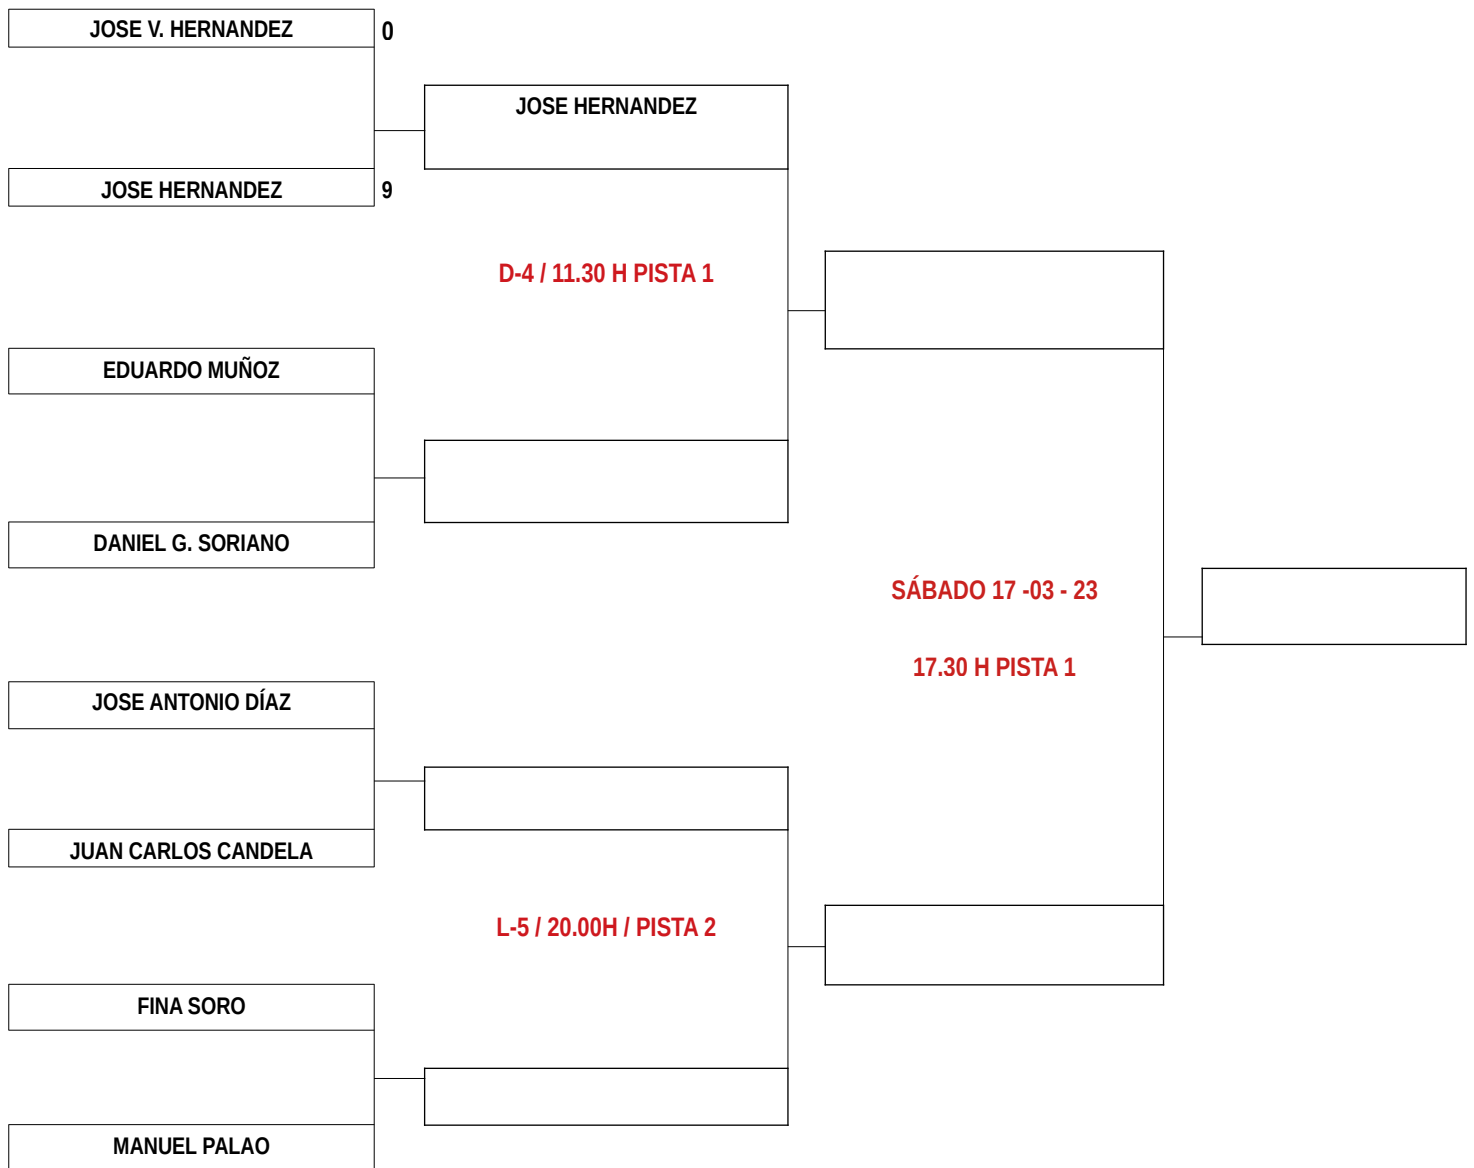 JOSE V. HERNANDEZ 0
JOSE HERNANDEZ
JOSE HERNANDEZ 9
D-4 / 11.30 H PISTA 1
EDUARDO MUÑOZ
DANIEL G. SORIANO
SÁBADO 17 -03 - 23
17.30 H PISTA 1
JOSE ANTONIO DÍAZ
JUAN CARLOS CANDELA
L-5 / 20.00H / PISTA 2
FINA SORO
MANUEL PALAO